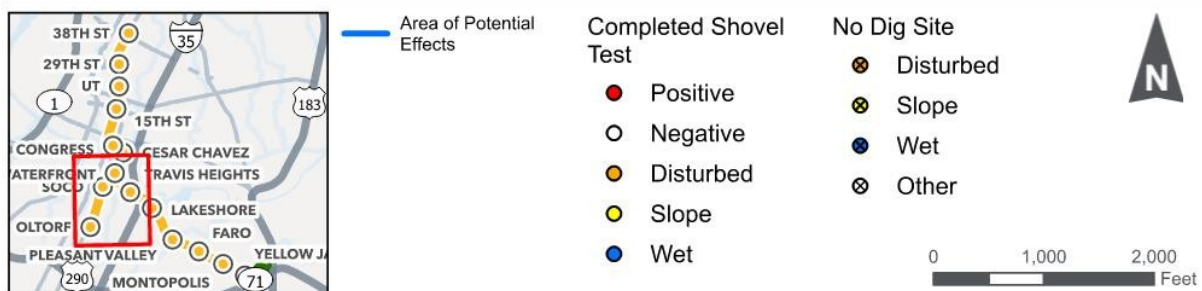 38TH ST
35
29TH ST
UT
1
183
15TH ST
CONGRESS
CESAR CHAVEZ
WATERFRONT
TRAVIS HEIGHTS
SOCO
LAKESHORE
OLTORF
FARO
PLEASANT VALLEY
YELLOW JA
290
MONTOPOLIS
71
Area of Potential
Effects
Completed Shovel
Test
Positive
Negative
Disturbed
Slope
Wet
No Dig Site
Disturbed
Slope
Wet
Other
N
0 1,000 2,000
Feet